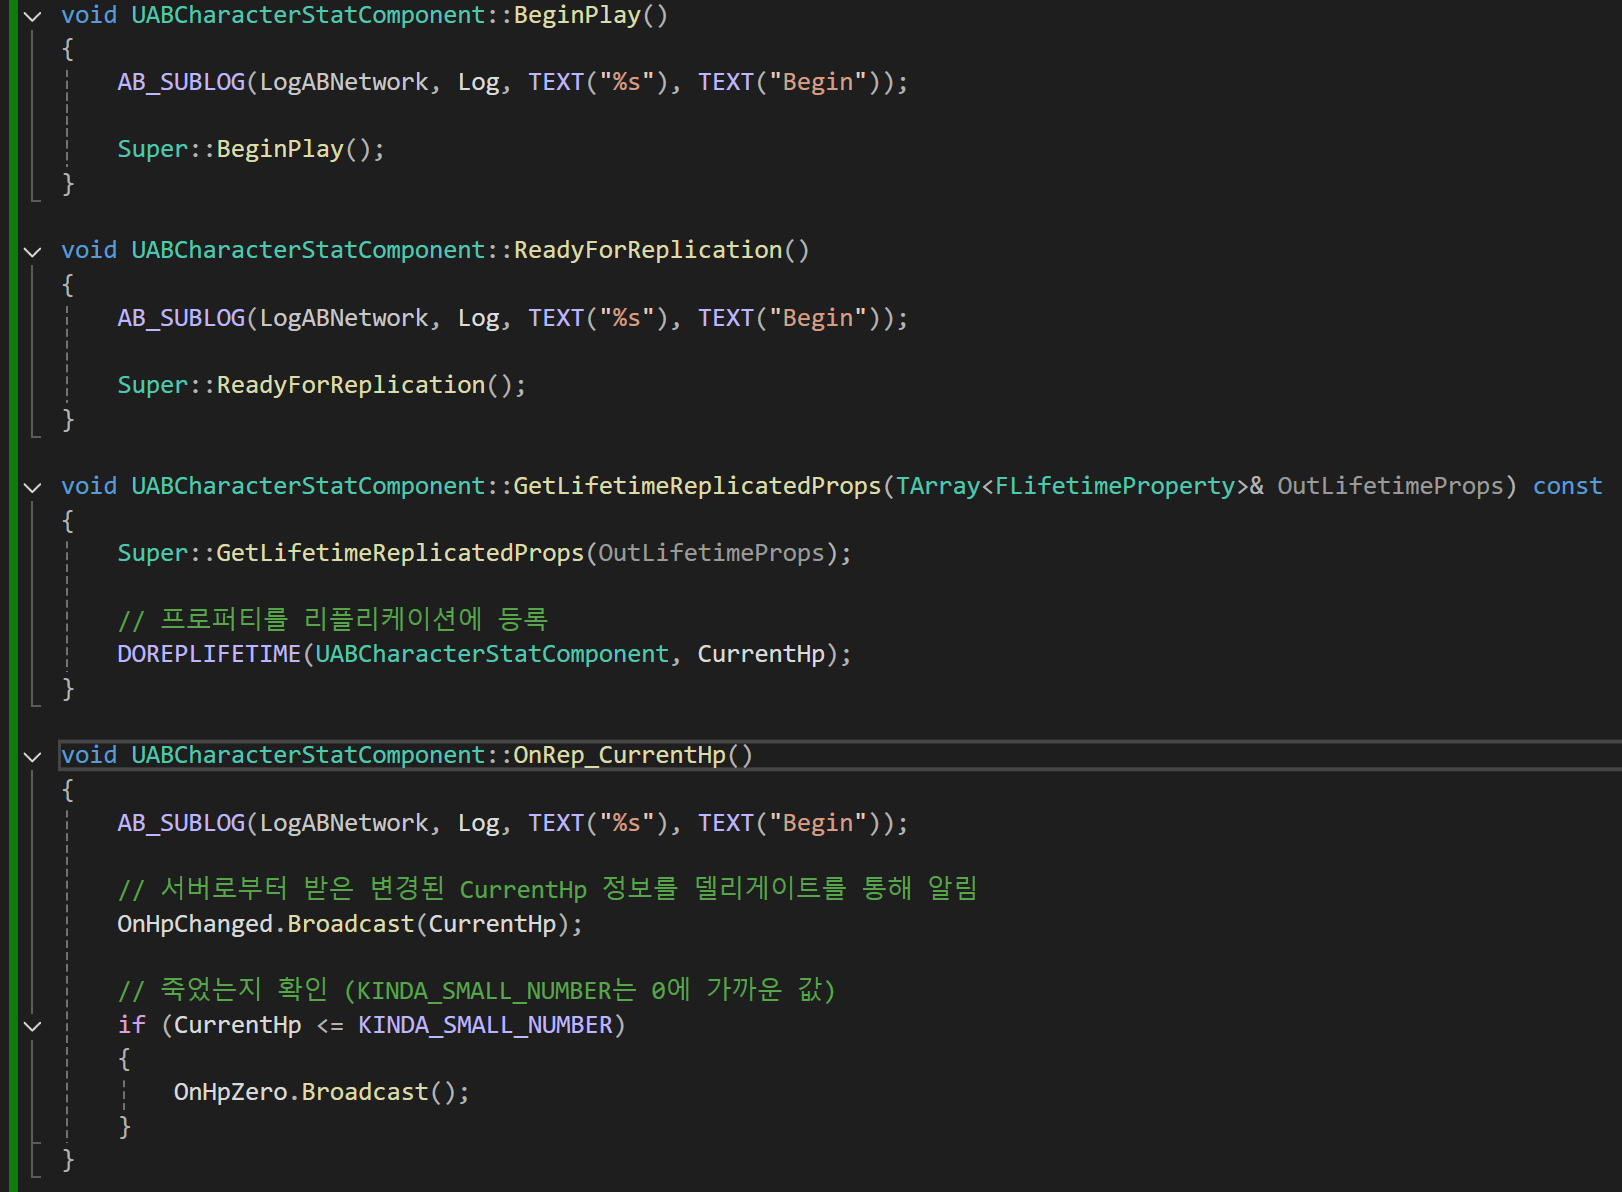 void UABCharacterStatComponent::BeginPlay()
{
AB_SUBLOG(LogABNetwork, Log, TEXT("%s"), TEXT("Begin"));
Super::BeginPlay();
}
void UABCharacterStatComponent::ReadyForReplication()
{
AB_SUBLOG(LogABNetwork, Log, TEXT("%s"), TEXT("Begin"));
Super::ReadyForReplication();
}
void UABCharacterStatComponent::GetLifetimeReplicatedProps(TArray<FLifetimeProperty>& OutLifetimeProps) const
{
Super::GetLifetimeReplicatedProps(OutLifetimeProps);
// 프로퍼티를 리플리케이션에 등록
DOREPLIFETIME(UABCharacterStatComponent, CurrentHp);
}
void UABCharacterStatComponent::OnRep_CurrentHp()
{
AB_SUBLOG(LogABNetwork, Log, TEXT("%s"), TEXT("Begin"));
// 서버로부터 받은 변경된 CurrentHp 정보를 델리게이트를 통해 알림
OnHpChanged.Broadcast(CurrentHp);
// 죽었는지 확인 (KINDA_SMALL_NUMBER는 0에 가까운 값)
if (CurrentHp <= KINDA_SMALL_NUMBER)
{
OnHpZero.Broadcast();
}
}